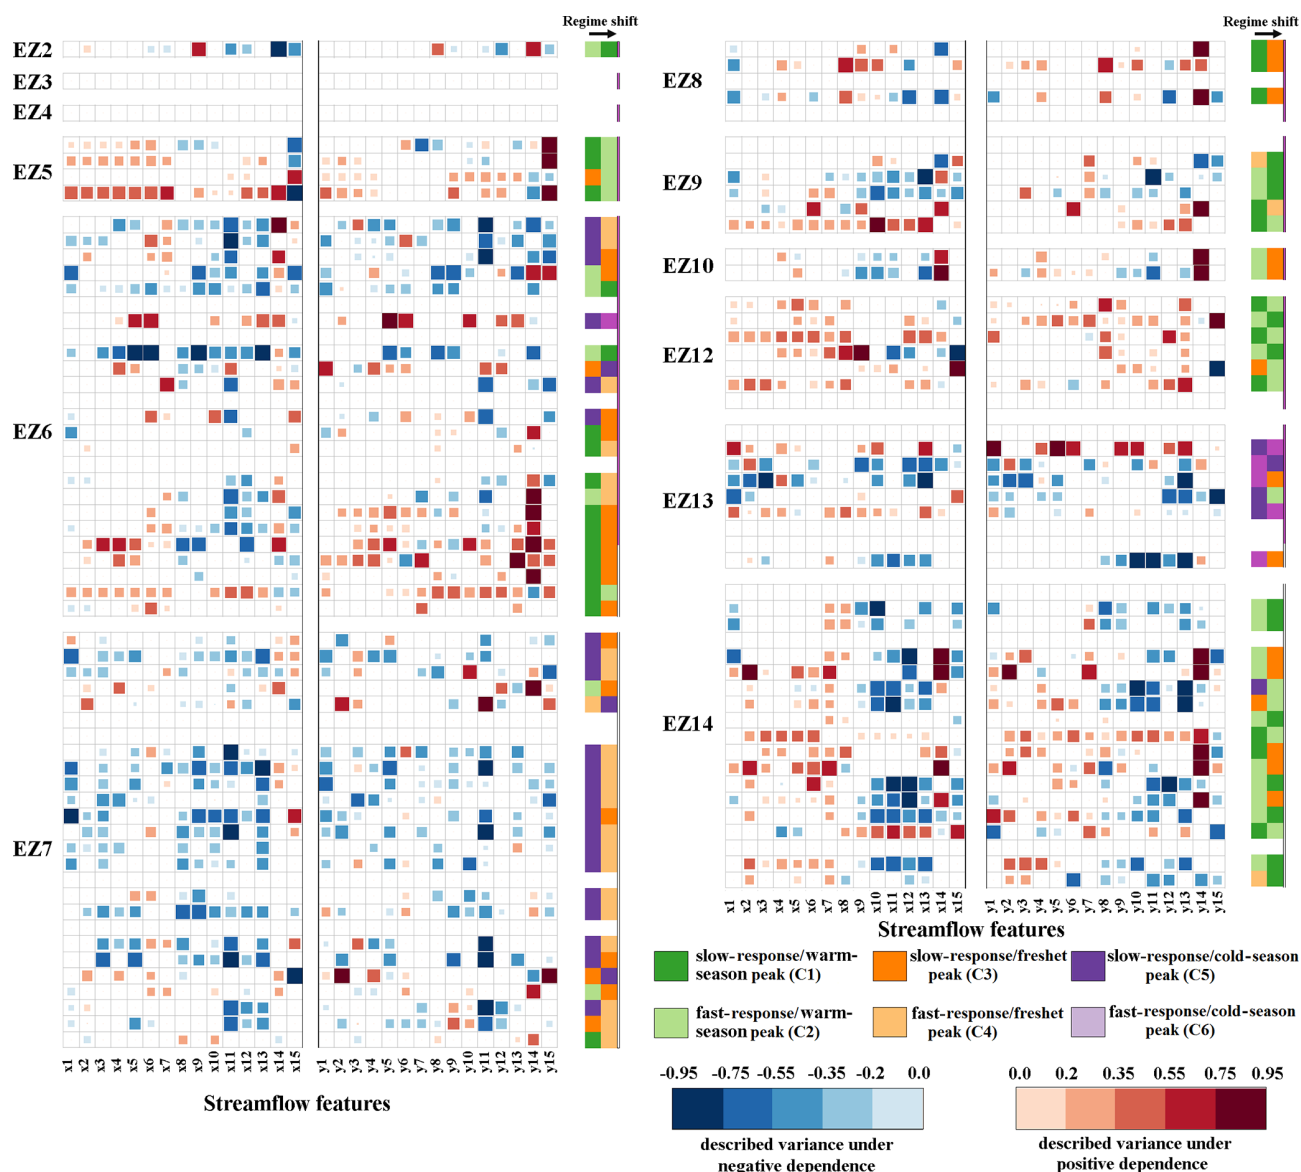 Regime shift
EZ2
EZ3
EZ4
EZ5
EZ6
EZ7
x1 x2 x3 x4 x5 x6 x7 x8 x9 x10 x11 x12 x13 x14 x15
y1 y2 y3 y4 y5 y6 y7 y8 y9 y10 y11 y12 y13 y14 y15
Streamflow features
Regime shift
EZ8
EZ9
EZ10
EZ12
EZ13
EZ14
x1 x2 x3 x4 x5 x6 x7 x8 x9 x10 x11 x12 x13 x14 x15
y1 y2 y3 y4 y5 y6 y7 y8 y9 y10 y11 y12 y13 y14 y15
Streamflow features
slow-response/warm-
season peak (C1)
slow-response/freshet
peak (C3)
slow-response/cold-season
peak (C5)
fast-response/warm-
season peak (C2)
fast-response/freshet
peak (C4)
fast-response/cold-season
peak (C6)
-0.95 -0.75 -0.55 -0.35 -0.2 0.0
described variance under
negative dependence
0.0 0.2 0.35 0.55 0.75 0.95
described variance under
positive dependence